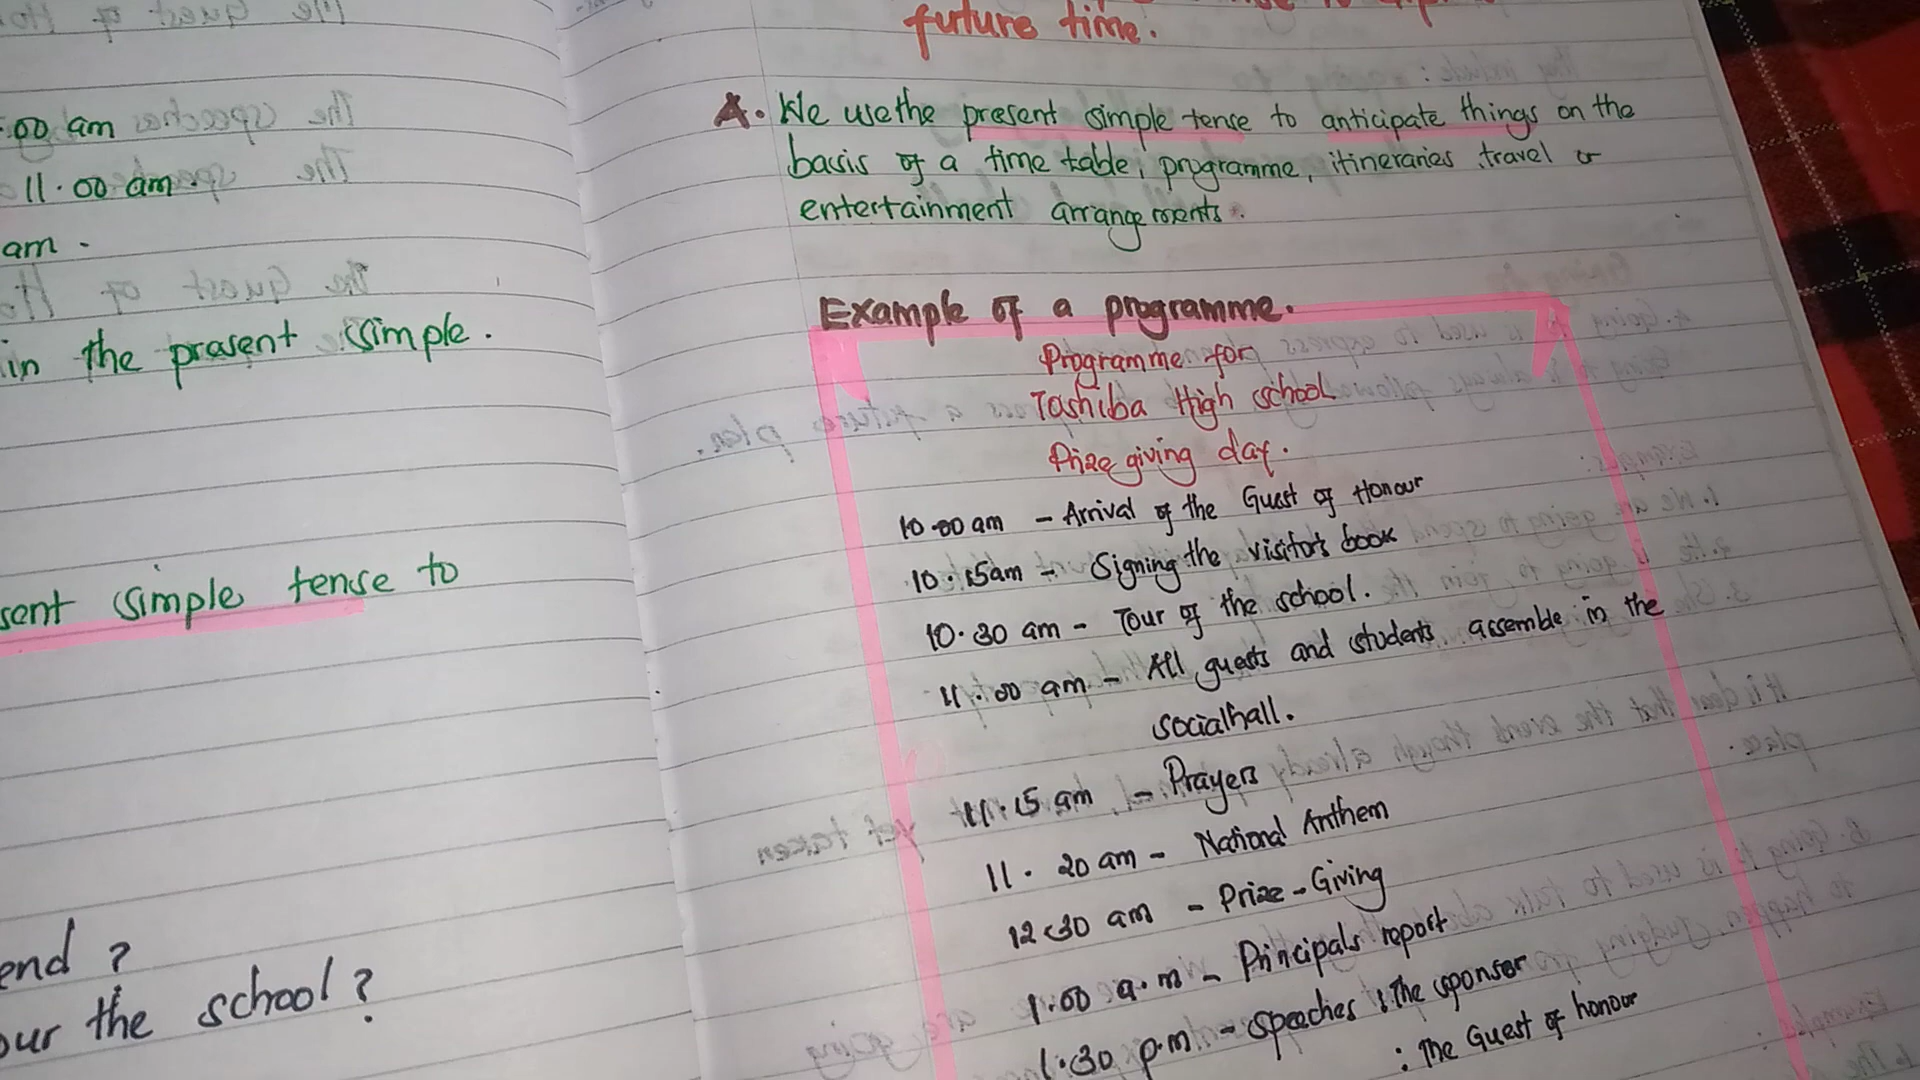 .00 am
11.00 am.
am.
in the present simple.
sent simple tense to
end?
our the school?
future time.
A. We use the present simple tense to anticipate things on the
basis of a time table, programme, itineraries travel or
entertainment arrangements.
Example of a programme.
Programme for
Toshiba High school
Prize giving day.
10.00 am - Arrival of the Guest of Honour
10.15am - Signing the visitor's book
10.30 am - Tour of the school.
11.00 am - All guests and students assemble in the
socialhall.
11.15 am - Prayers
11.20 am - National Anthem
12:30 am - Prize-Giving
1.00 a.m - Principals report
1:30 p.m - speeches : The sponsor
: The Guest of honour